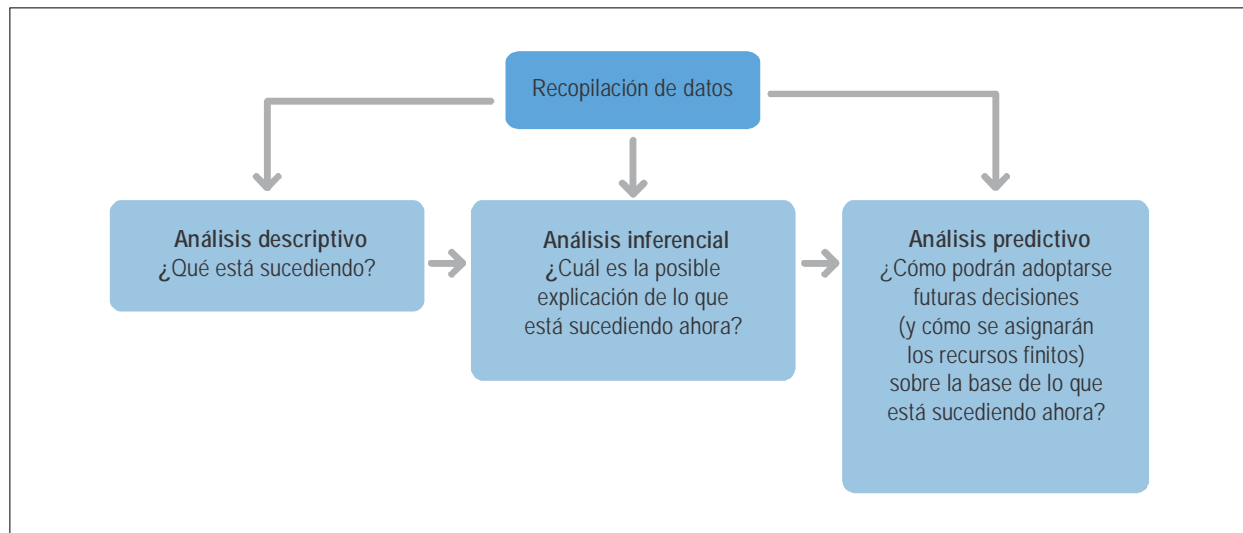 Recopilación de datos
Análisis descriptivo
¿Qué está sucediendo?
Análisis inferencial
¿Cuál es la posible
explicación de lo que
está sucediendo ahora?
Análisis predictivo
¿Cómo podrán adoptarse
futuras decisiones
(y cómo se asignarán
los recursos finitos)
sobre la base de lo que
está sucediendo ahora?